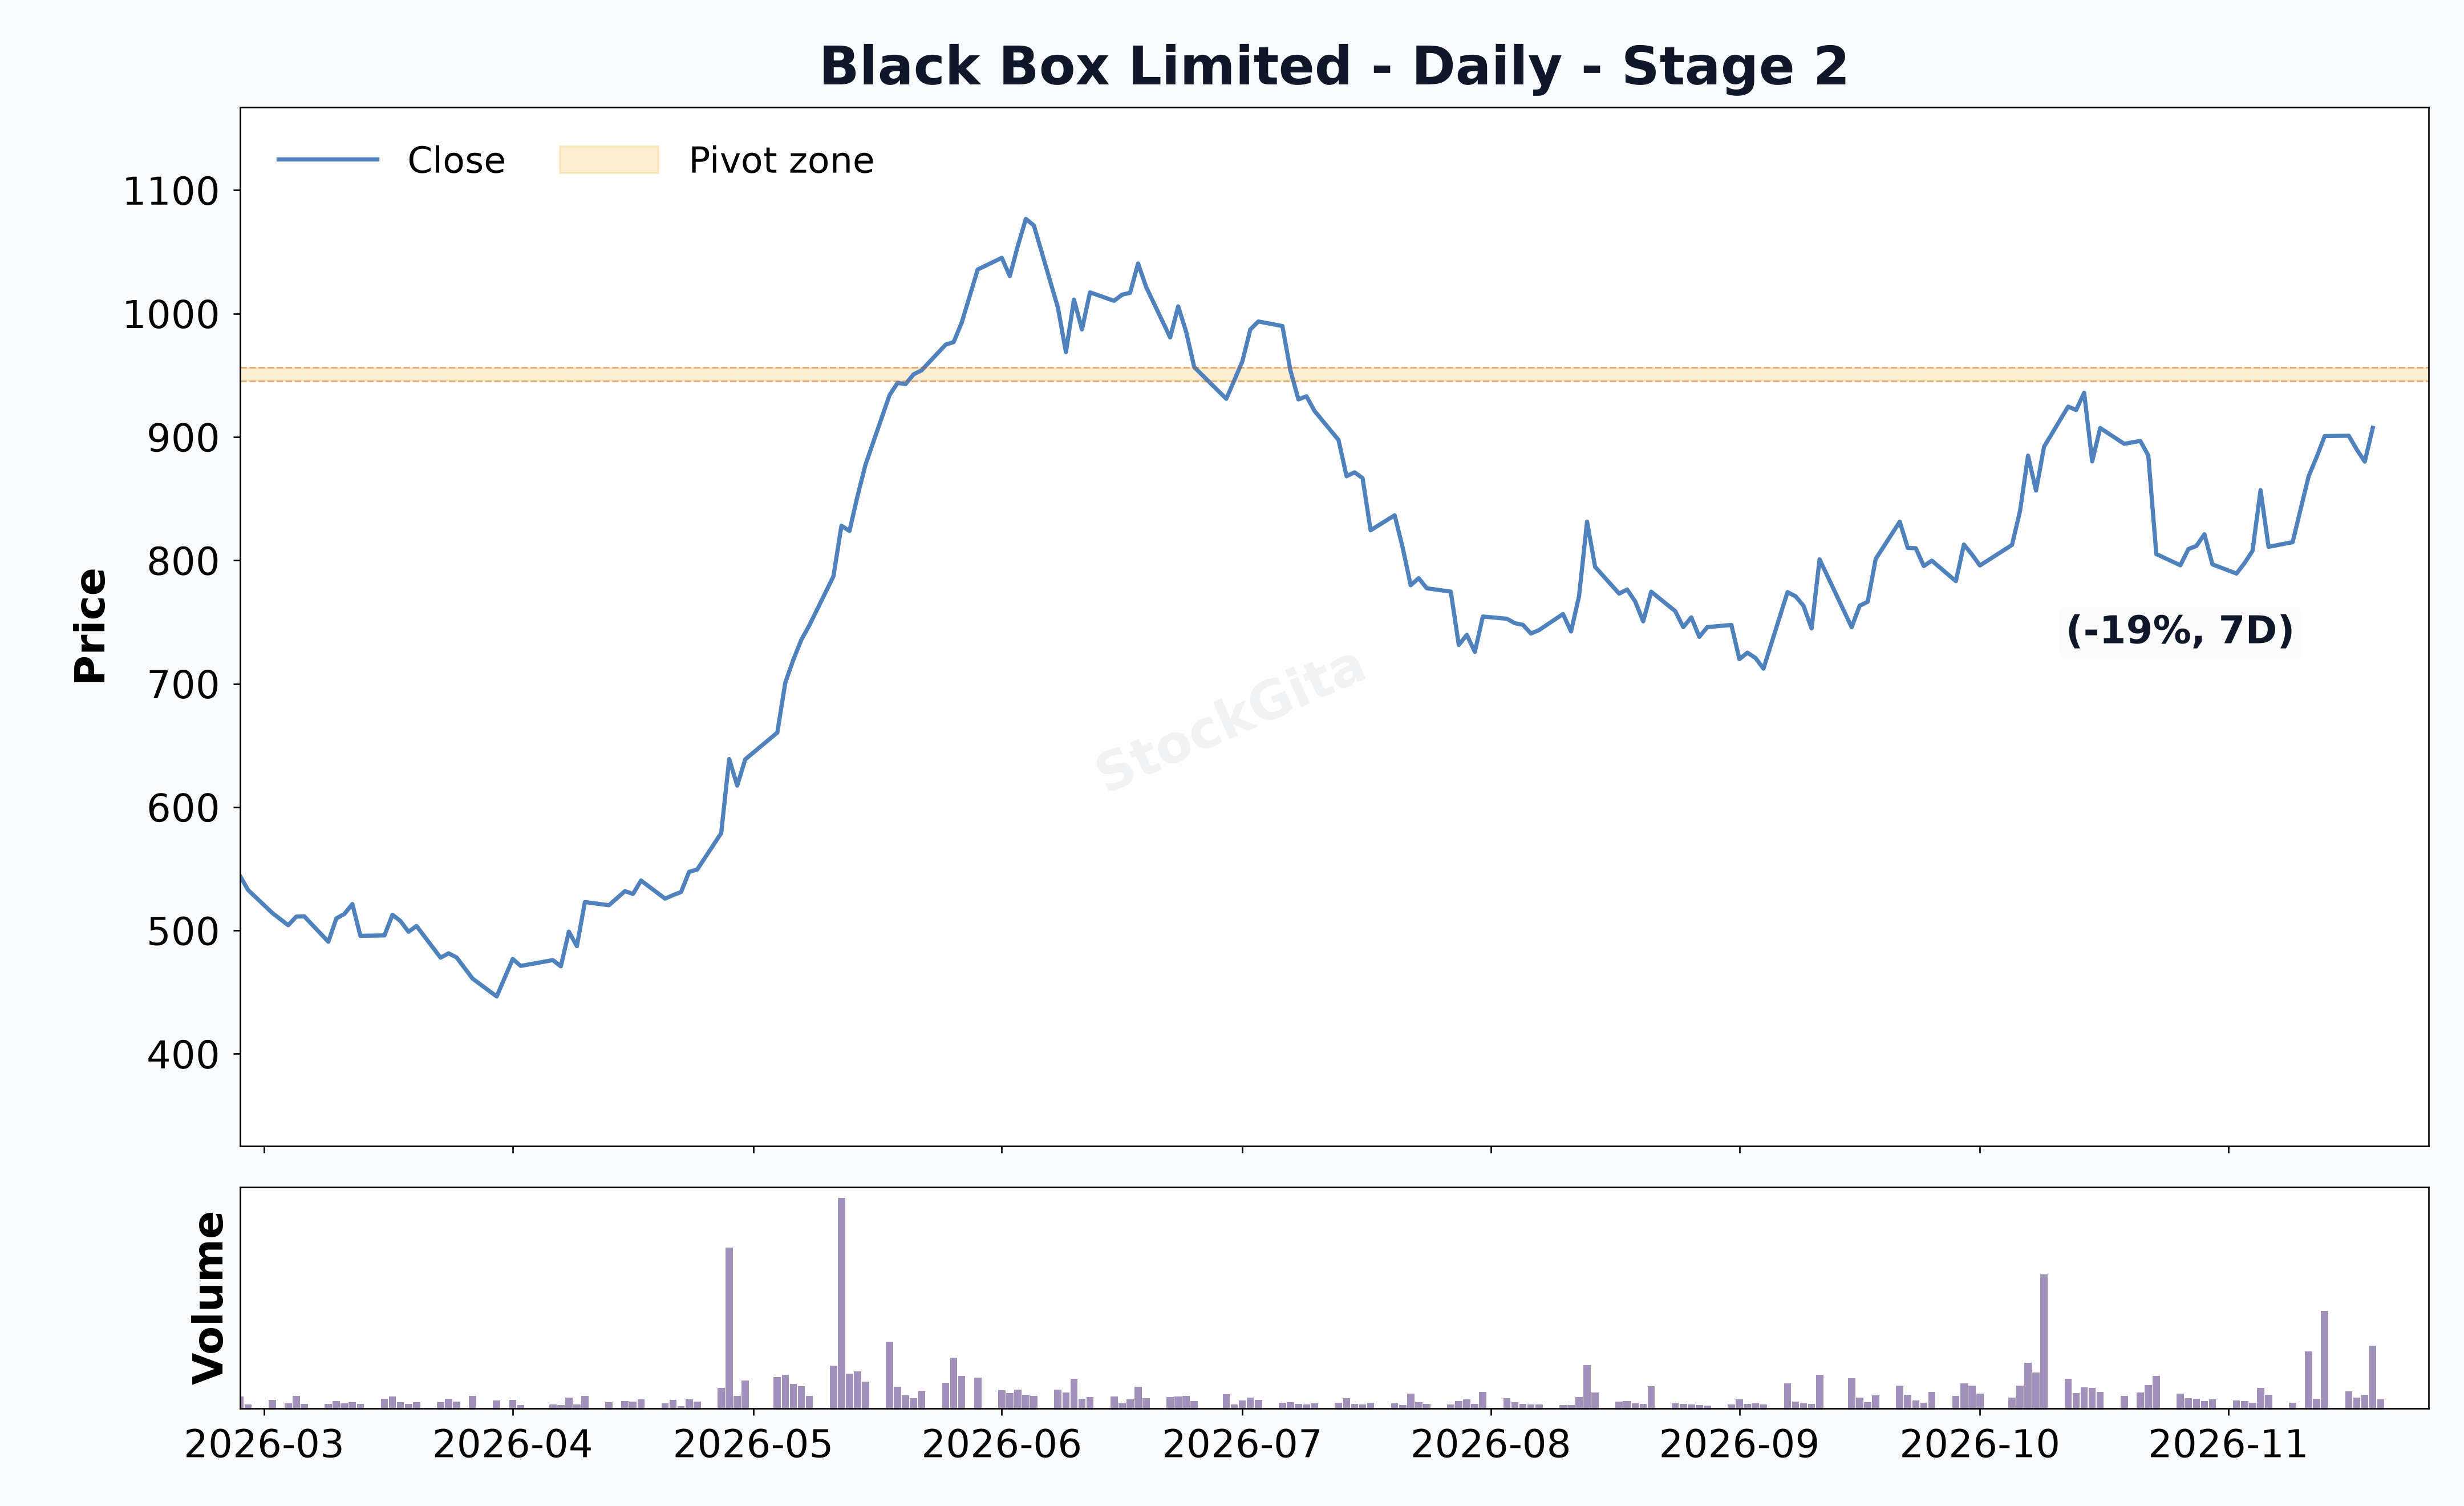 Black Box Limited - Daily - Stage 2
Close
Pivot zone
1100
1000
900
800
700
600
500
400
Price
(-19%, 7D)
StockGita
Volume
2026-03
2026-04
2026-05
2026-06
2026-07
2026-08
2026-09
2026-10
2026-11